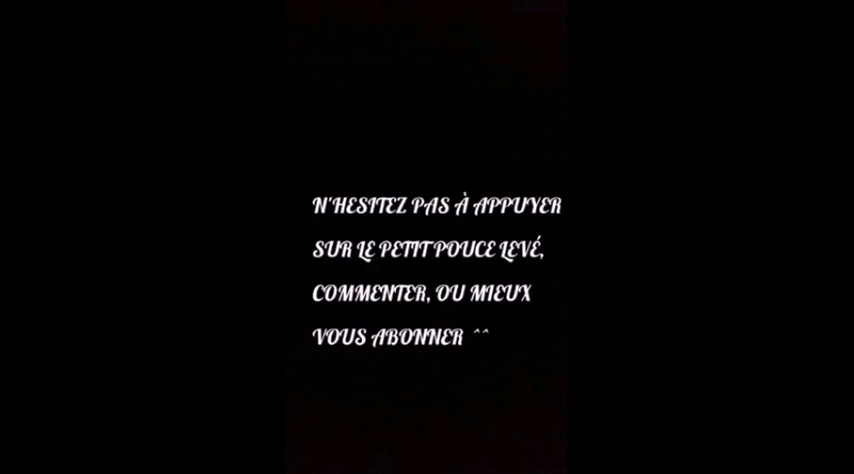 N'HESITEZ PAS À APPUYER
SUR LE PETIT POUCE LEVÉ,
COMMENTER, OU MIEUX
VOUS ABONNER ^^